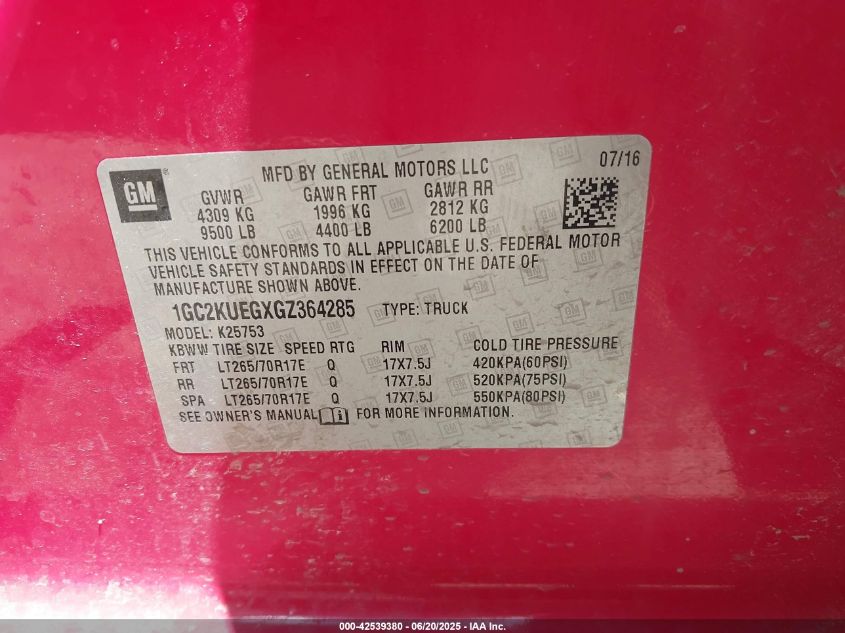 MFD BY GENERAL MOTORS LLC 07/16
GM
GVWR GAWR FRT GAWR RR
4309 KG 1996 KG 2812 KG
9500 LB 4400 LB 6200 LB
THIS VEHICLE CONFORMS TO ALL APPLICABLE U.S. FEDERAL MOTOR
VEHICLE SAFETY STANDARDS IN EFFECT ON THE DATE OF
MANUFACTURE SHOWN ABOVE.
1GC2KUEGXGZ364285 TYPE: TRUCK
MODEL: K25753
KBWW TIRE SIZE SPEED RTG RIM COLD TIRE PRESSURE
FRT LT265/70R17E Q 17X7.5J 420KPA(60PSI)
RR LT265/70R17E Q 17X7.5J 520KPA(75PSI)
SPA LT265/70R17E Q 17X7.5J 550KPA(80PSI)
SEE OWNER'S MANUAL FOR MORE INFORMATION.
000-42539380 - 06/20/2025 - IAA Inc.